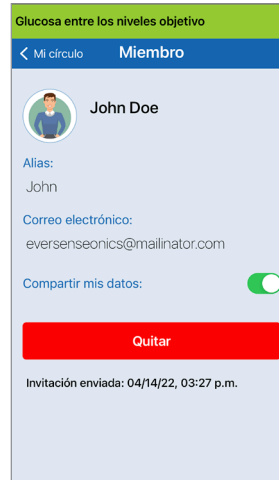 Glucosa entre los niveles objetivo
Mi círculo Miembro
John Doe
Alias:
John
Correo electrónico:
eversenseonics@mailinator.com
Compartir mis datos:
Quitar
Invitación enviada: 04/14/22, 03:27 p.m.